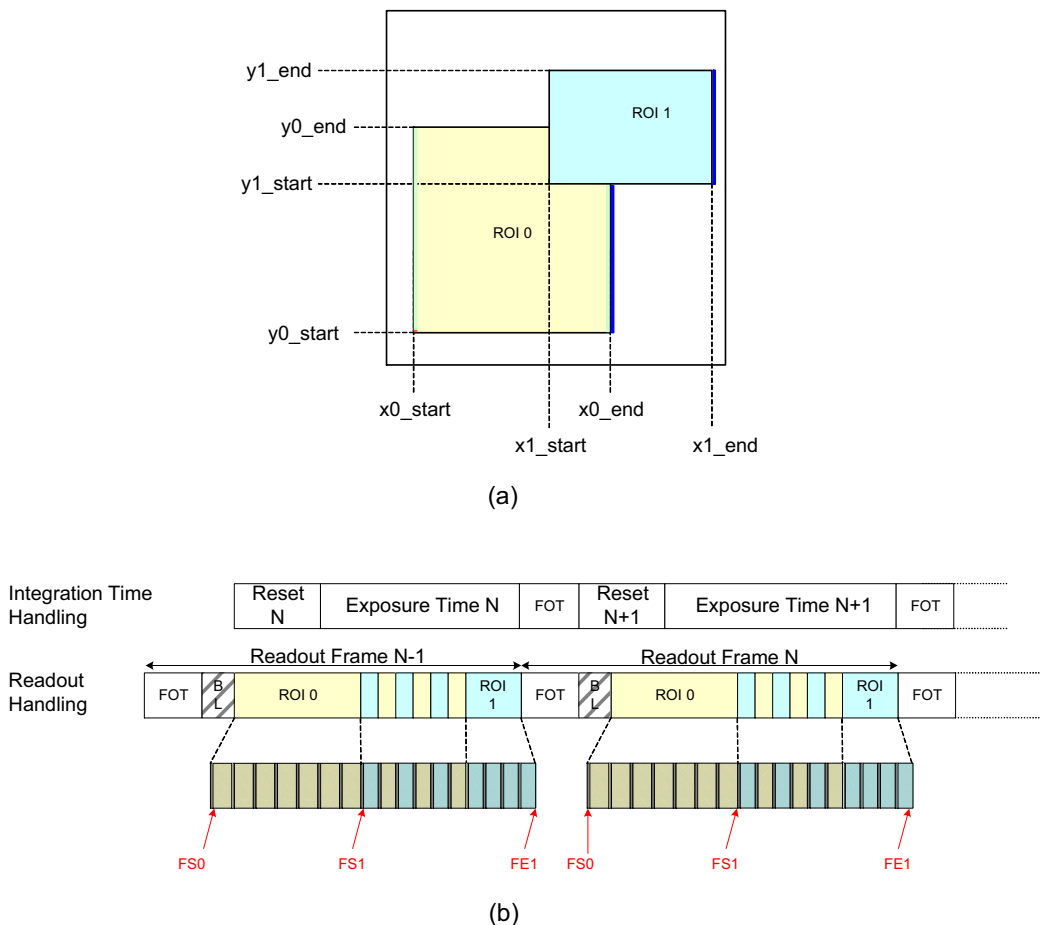 y1_end
ROI 1
y0_end
y1_start
ROI 0
y0_start
x0_start
x0_end
x1_start
x1_end
(a)
Integration Time
Handling
Reset
N
Exposure Time N
FOT
Reset
N+1
Exposure Time N+1
FOT
Readout Frame N-1
Readout Frame N
Readout
Handling
FOT
B
L
ROI 0
ROI
1
FOT
B
L
ROI 0
ROI
1
FOT
FS0
FS1
FE1
FS0
FS1
FE1
(b)